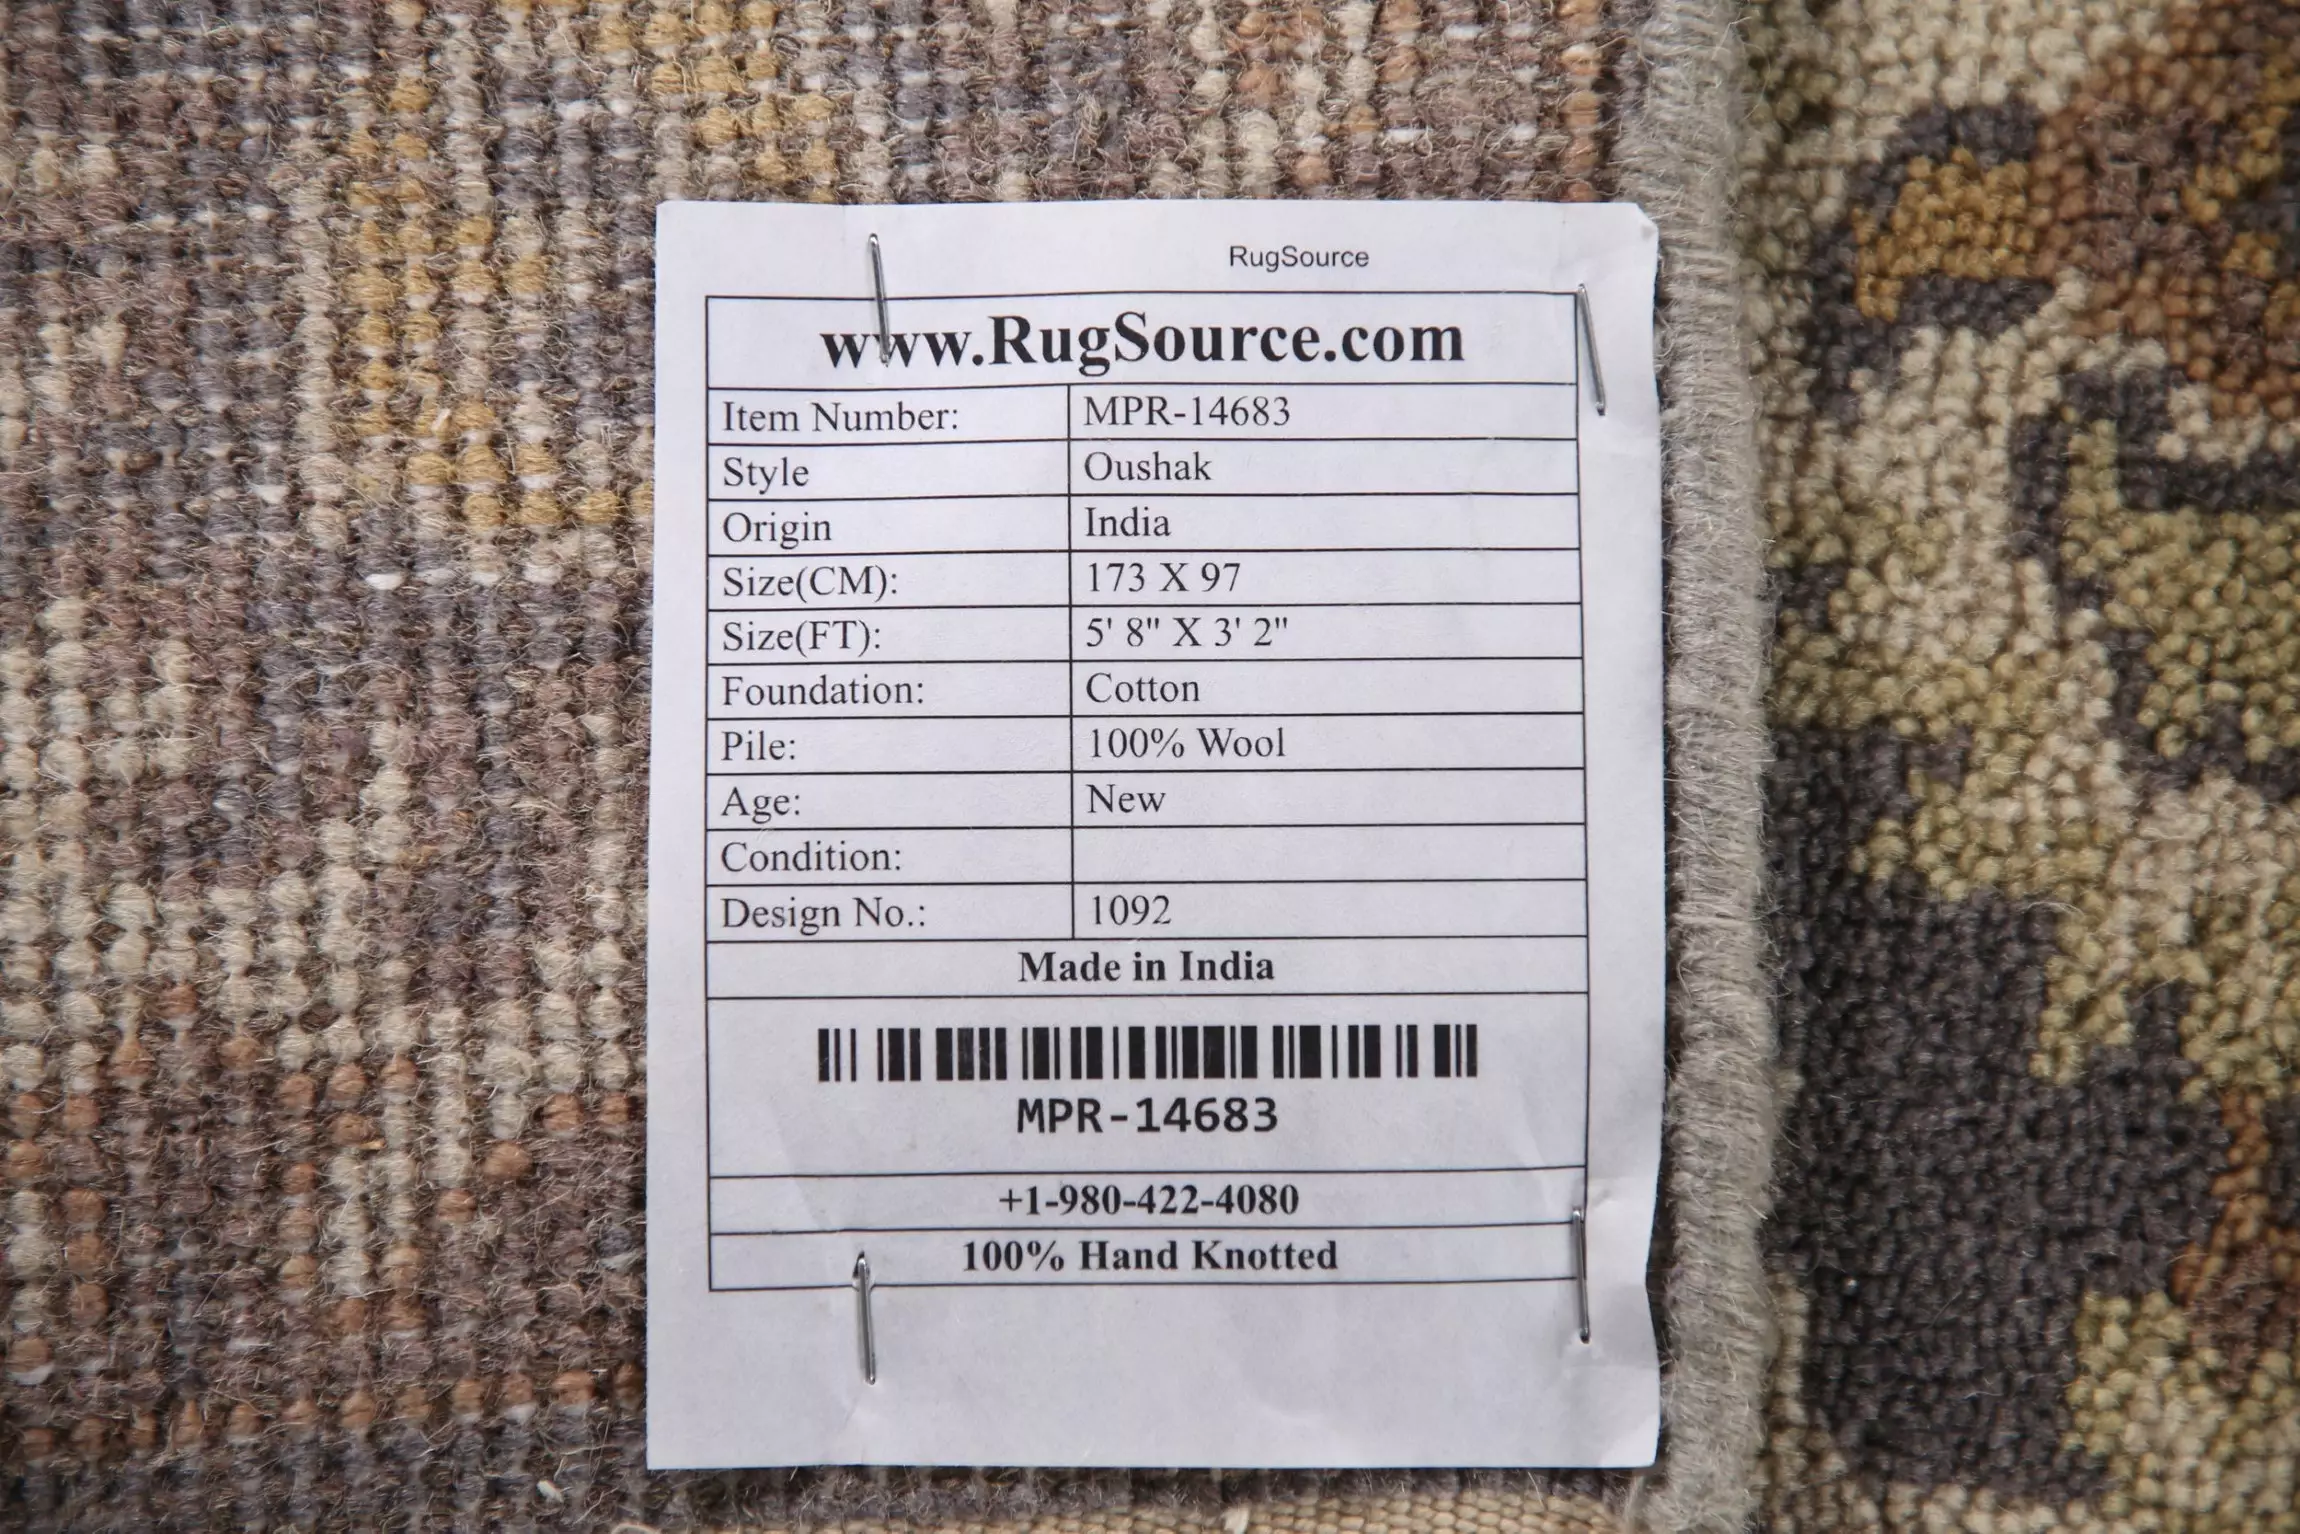 RugSource
www.RugSource.com
Item Number: MPR-14683
Style Oushak
Origin India
Size(CM): 173 X 97
Size(FT): 5' 8" X 3' 2"
Foundation: Cotton
Pile: 100% Wool
Age: New
Condition:
Design No.: 1092
Made in India
MPR-14683
+1-980-422-4080
100% Hand Knotted